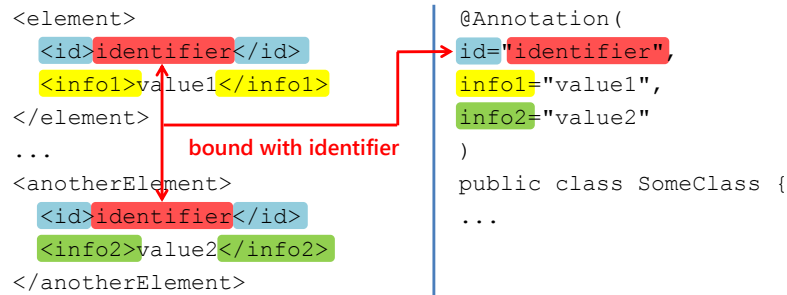 <element>
<id>identifier</id>
<info1>value1</info1>
</element>
...
bound with identifier
<anotherElement>
<id>identifier</id>
<info2>value2</info2>
</anotherElement>
@Annotation(
id="identifier",
info1="value1",
info2="value2"
)
public class SomeClass {
...